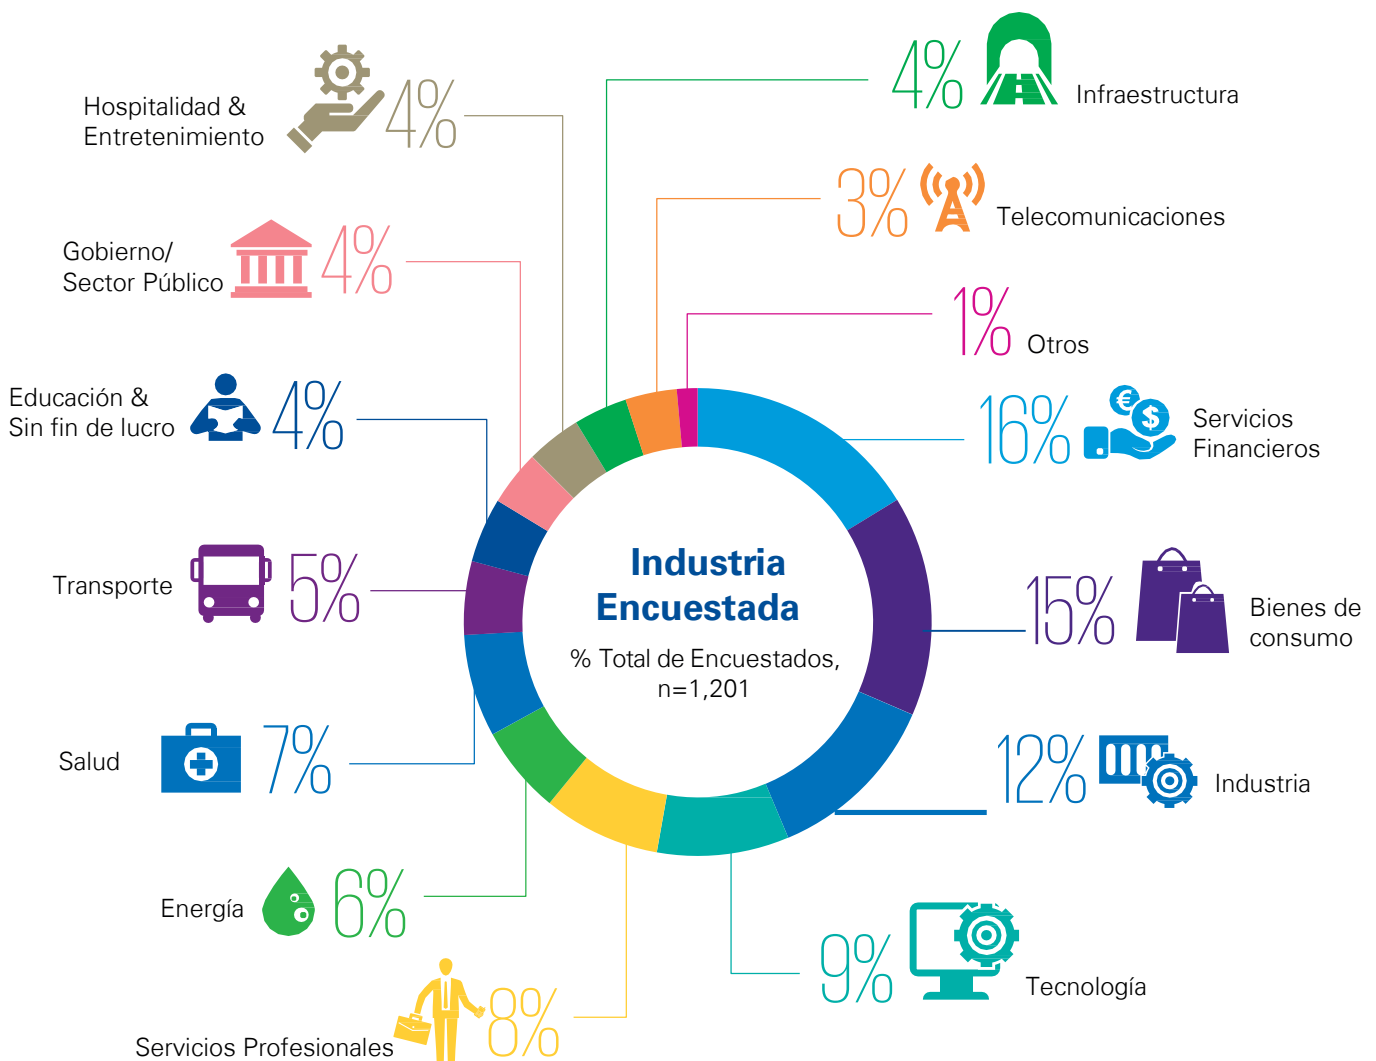 4%
Infraestructura
Hospitalidad &
Entretenimiento
4%
3%
Telecomunicaciones
Gobierno/
Sector Público
4%
1%
Otros
Educación &
Sin fin de lucro
4%
16%
€
$
Servicios
Financieros
Transporte
5%
Industria
Encuestada
% Total de Encuestados,
n=1,201
15%
Bienes de
consumo
Salud
7%
12%
Industria
Energía
6%
9%
Tecnología
Servicios Profesionales
8%